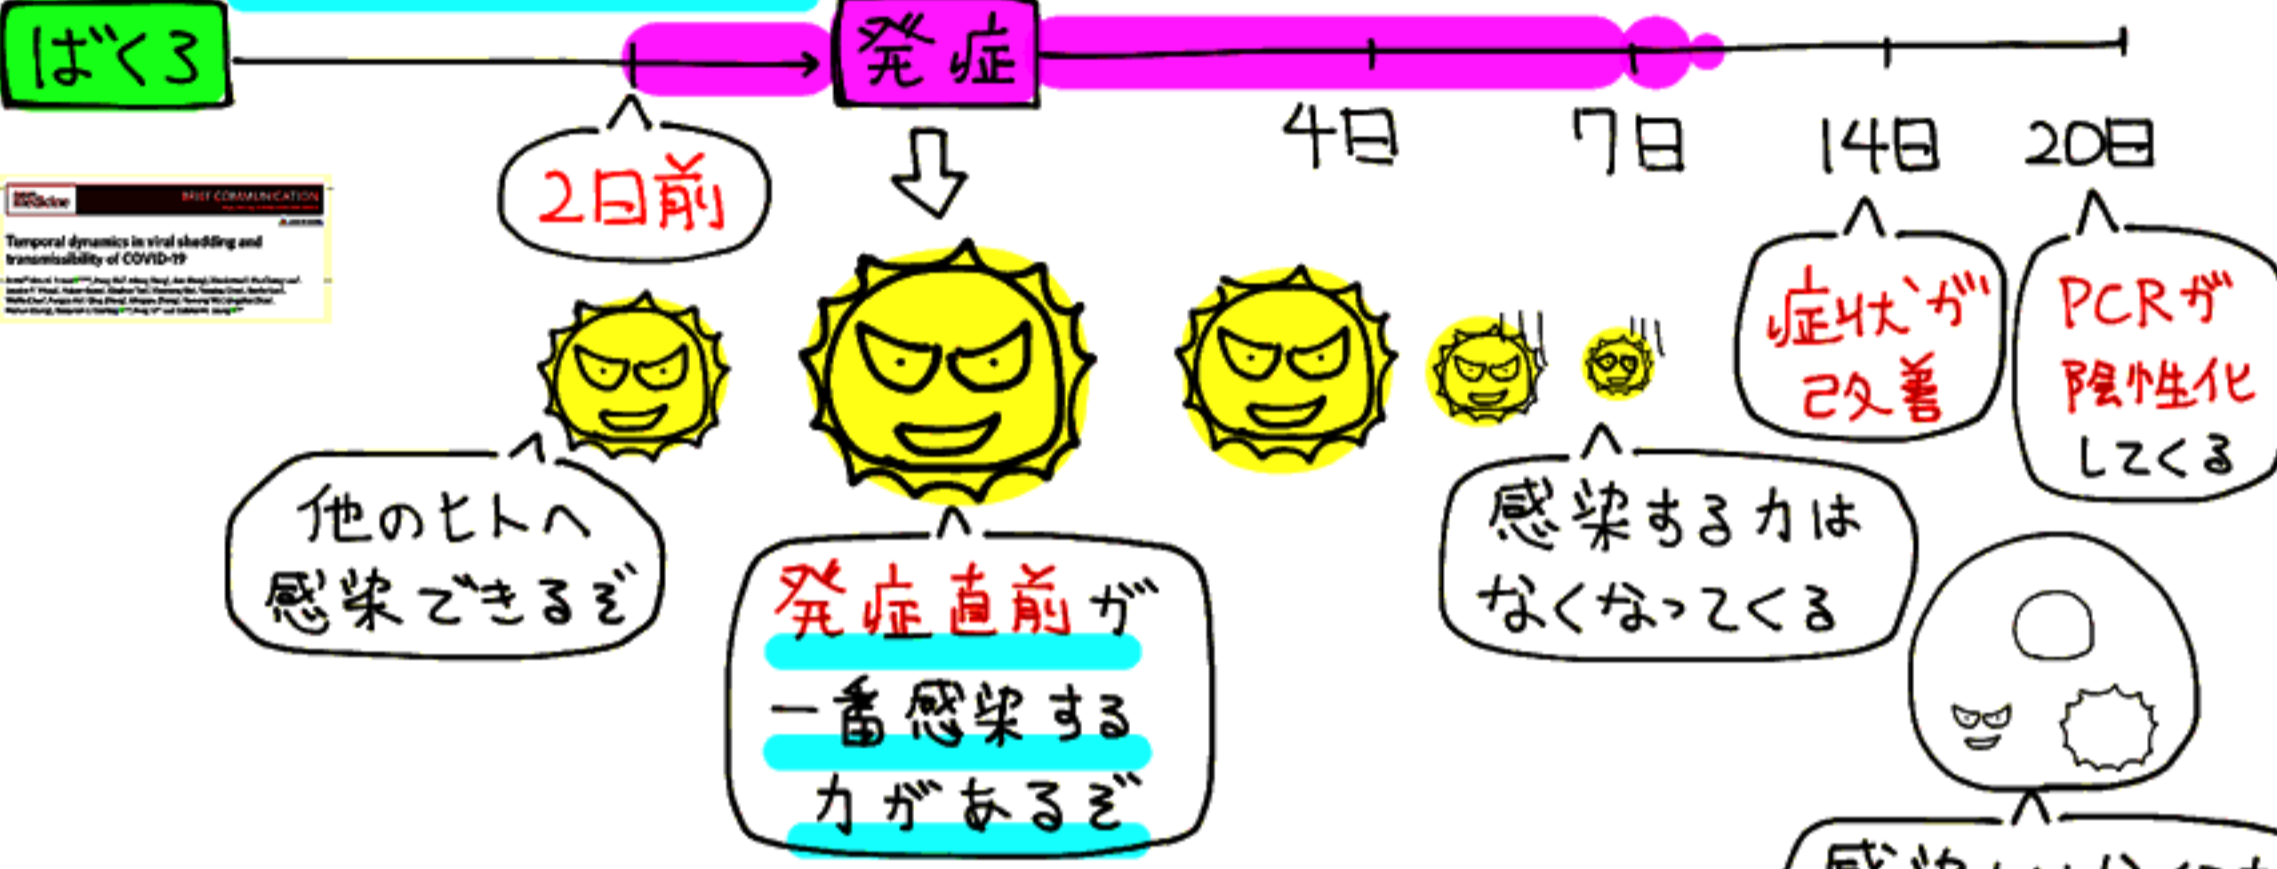 ばくろ
発症
2日前
4日
7日
14日
20日
BRIEF COMMUNICATION
medicine
Temporal dynamics in viral shedding and
transmissibility of COVID-19
症状が
改善
PCRが
陰性化
してくる
他のヒトへ
感染できるぞ
発症直前が
一番感染する
力があるぞ
感染する力は
なくなってくる